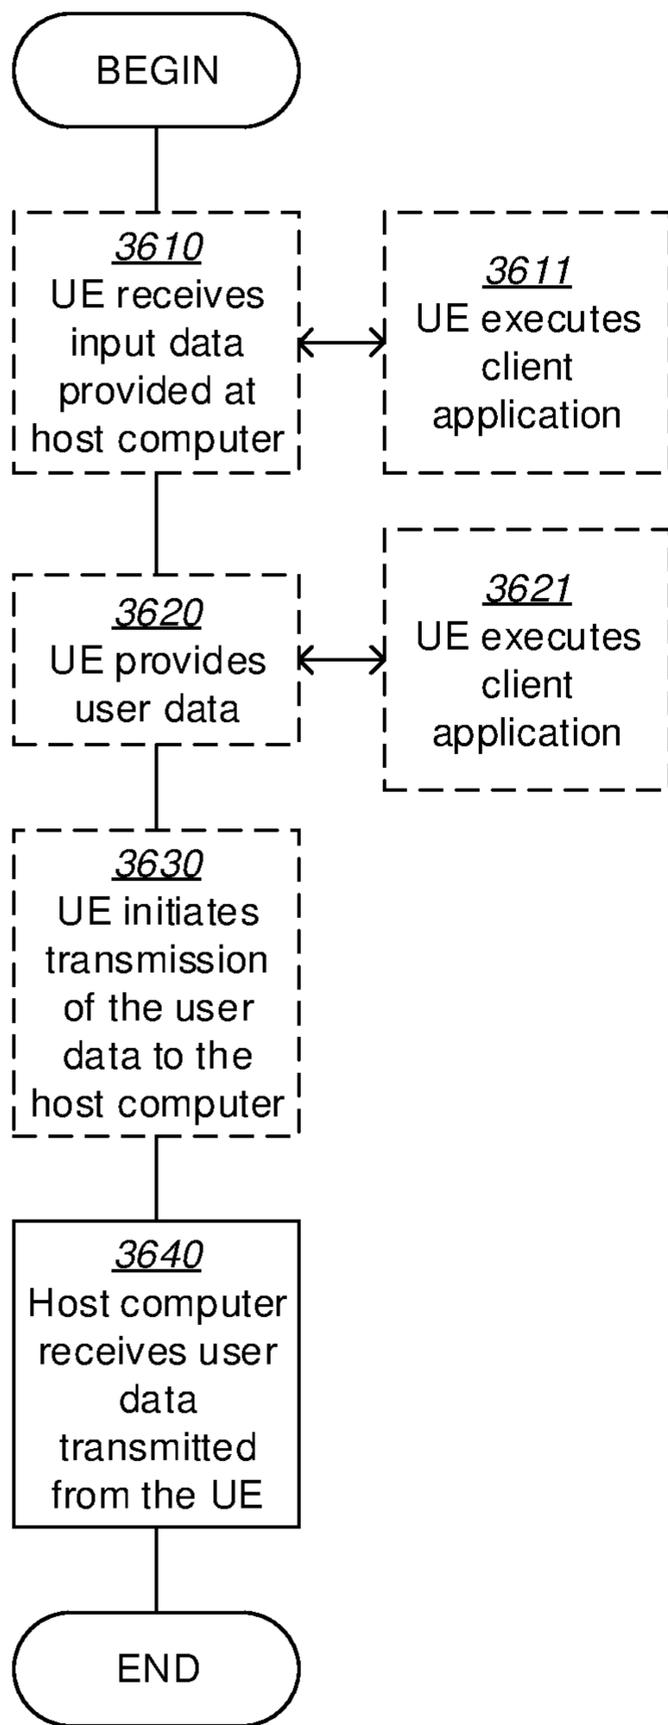 BEGIN
3610
UE receives
input data
provided at
host computer
3611
UE executes
client
application
3620
UE provides
user data
3621
UE executes
client
application
3630
UE initiates
transmission
of the user
data to the
host computer
3640
Host computer
receives user
data
transmitted
from the UE
END